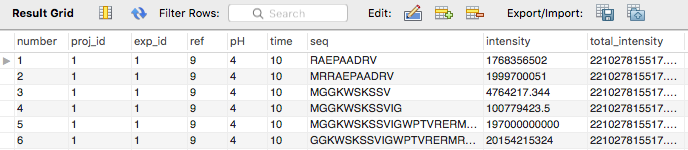 Result Grid Filter Rows: Search Edit: Export/Import:
number proj_id exp_id ref pH time seq intensity total_intensity
1 1 1 9 4 10 RAEPAADRV 1768356502 221027815517....
2 1 1 9 4 10 MRRAEPAADRV 1999700051 221027815517....
3 1 1 9 4 10 MGGKWSKSSV 4764217.344 221027815517....
4 1 1 9 4 10 MGGKWSKSSVIG 100779423.5 221027815517....
5 1 1 9 4 10 MGGKWSKSSVIGWPTVRERM... 197000000000 221027815517....
6 1 1 9 4 10 GGKWSKSSVIGWPTVRERMR... 20154215324 221027815517....